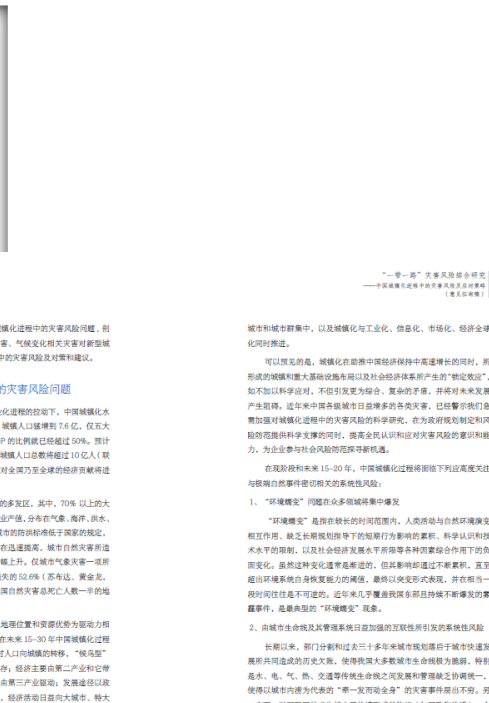 “一带一路”灾害风险综合研究
——中国城镇化进程中的灾害风险及应对策略
（意见征询稿）
镇化进程中的灾害风险问题，剖
害、气候变化相关灾害对新型城
中的灾害风险及对策和建议。
的灾害风险问题
化进程的拉动下，中国城镇化水
城镇人口猛增到 7.6 亿，仅五大
P 的比例就已经超过 50%。预计
城镇人口总数将超过 10 亿人（联
对全国乃至全球的经济贡献将进
的多发区，其中，70% 以上的大
业产值，分布在气象、海洋、洪水、
城市的防洪标准低于国家的规定，
在迅速提高，城市自然灾害所造
幅上升。仅城市气象灾害一项所
失的 52.6%（苏布达、黄金龙，
国自然灾害总死亡人数一半的地
地理位置和资源优势为驱动力相
在未来 15-30 年中国城镇化过程
村人口向城镇的转移，“候鸟型”
存；经济主要由第二产业和它带
由第三产业驱动；发展途径以政
，经济活动日益向大城市、特大
城市和城市群集中，以及城镇化与工业化、信息化、市场化、经济全球
化同时推进。
可以预见的是，城镇化在助推中国经济保持中高速增长的同时，所
形成的城镇和重大基础设施布局以及社会经济体系所产生的“锁定效应”，
如不加以科学应对，不但引发更为综合、复杂的矛盾，并将对未来发展
产生阻碍。近年来中国各级城市日益增多的各类灾害，已经警示我们急
需加强对城镇化进程中的灾害风险的科学研究，在为政府规划制定和风
险防范提供科学支撑的同时，提高全民认识和应对灾害风险的意识和能
力，为企业参与社会风险防范探寻新机遇。
在现阶段和未来 15-20 年，中国城镇化过程将面临下列应高度关注
与极端自然事件密切相关的系统性风险：
1、“环境蠕变”问题在众多领域将集中爆发
“环境蠕变”是指在较长的时间范围内，人类活动与自然环境演变
相互作用、缺乏长期规划指导下的短期行为影响的累积、科学认识和技
术水平的限制，以及社会经济发展水平所限等各种因素综合作用下的负
面变化。虽然这种变化通常是渐进的，但其影响却通过不断累积，直至
超出环境系统自身恢复能力的阈值，最终以突变形式表现，并在相当一
段时间往往是不可逆的。近年来几乎覆盖我国东部且持续不断爆发的雾
霾事件，是最典型的“环境蠕变”现象。
2、由城市生命线及其管理系统日益加强的互联性所引发的系统性风险
长期以来，部门分割和过去三十多年来城市规划落后于城市快速发
展所共同造成的历史欠账，使得我国大多数城市生命线极为脆弱，特别
是水、电、气、热、交通等传统生命线之间发展和管理缺乏协调统一，
使得以城市内涝为代表的“牵一发而动全身”的灾害事件层出不穷。另